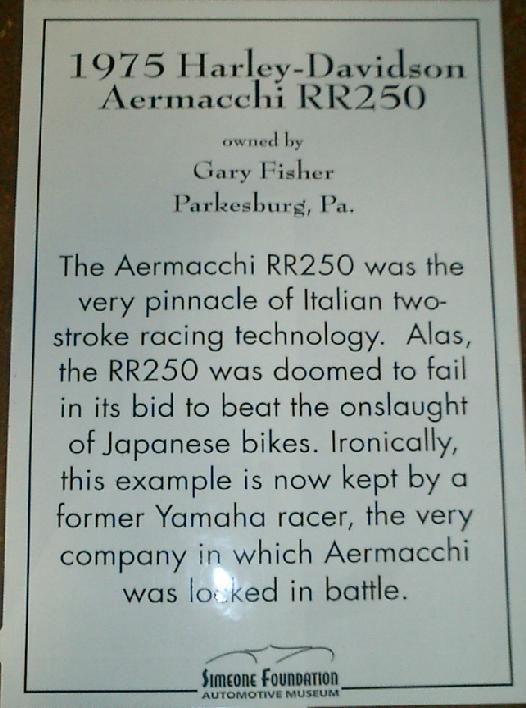 1975 Harley-Davidson
Aermacchi RR250
owned by
Gary Fisher
Parkesburg, Pa.
The Aermacchi RR250 was the
very pinnacle of Italian two-
stroke racing technology. Alas,
the RR250 was doomed to fail
in its bid to beat the onslaught
of Japanese bikes. Ironically,
this example is now kept by a
former Yamaha racer, the very
company in which Aermacchi
was locked in battle.
SIMEONE FOUNDATION
AUTOMOTIVE MUSEUM